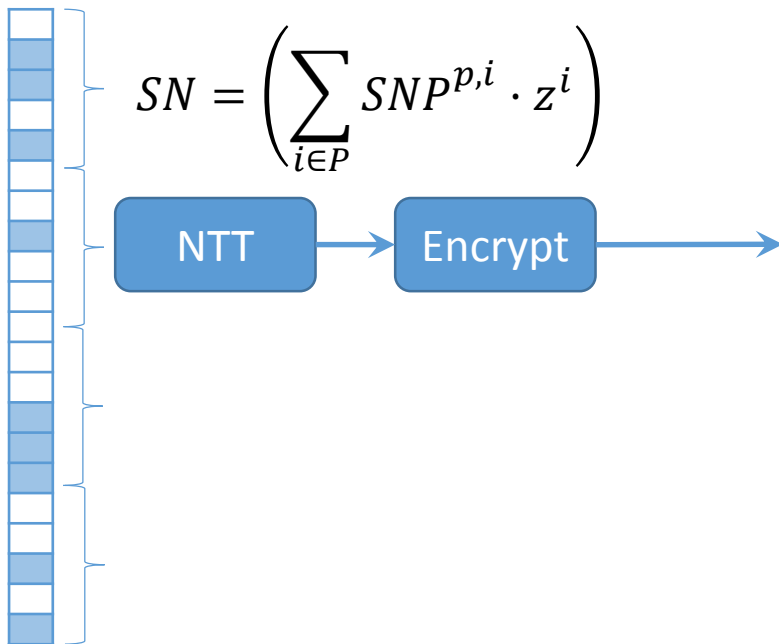 SN = (∑_{i∈P} SNP^{p,i} · z^i)
NTT
Encrypt